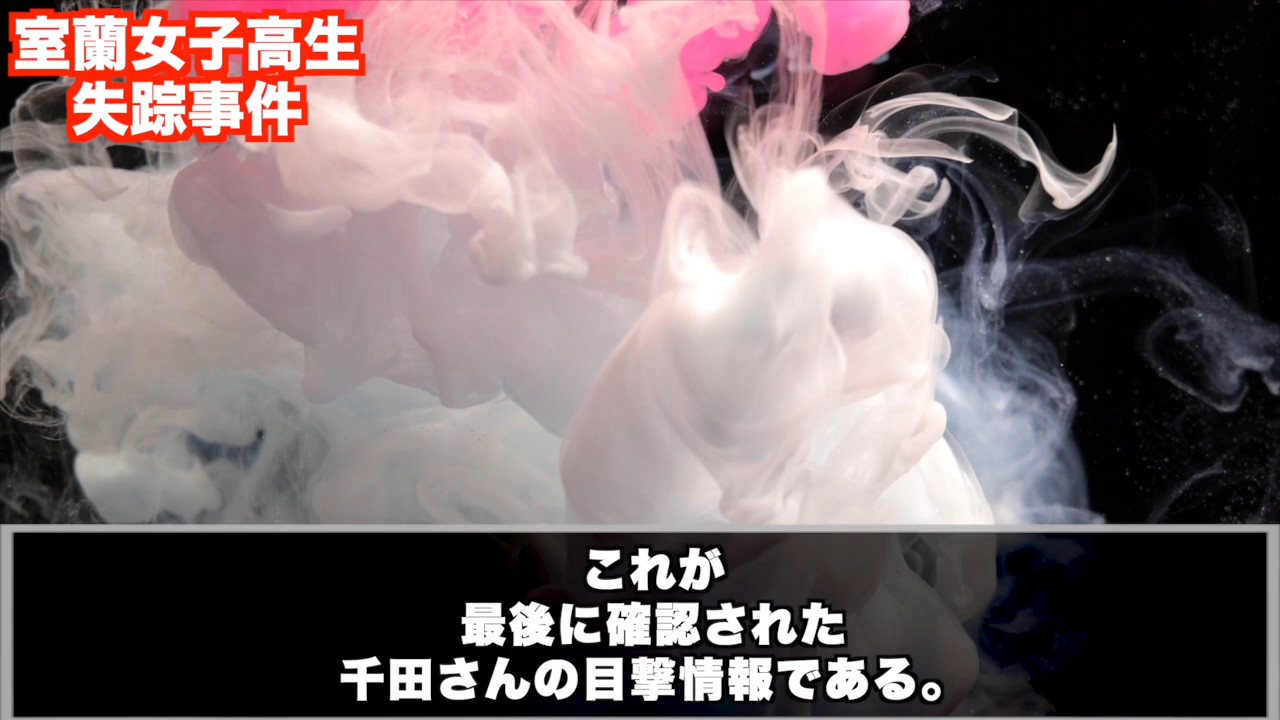 室蘭女子高生
失踪事件
これが
最後に確認された
千田さんの目撃情報である。